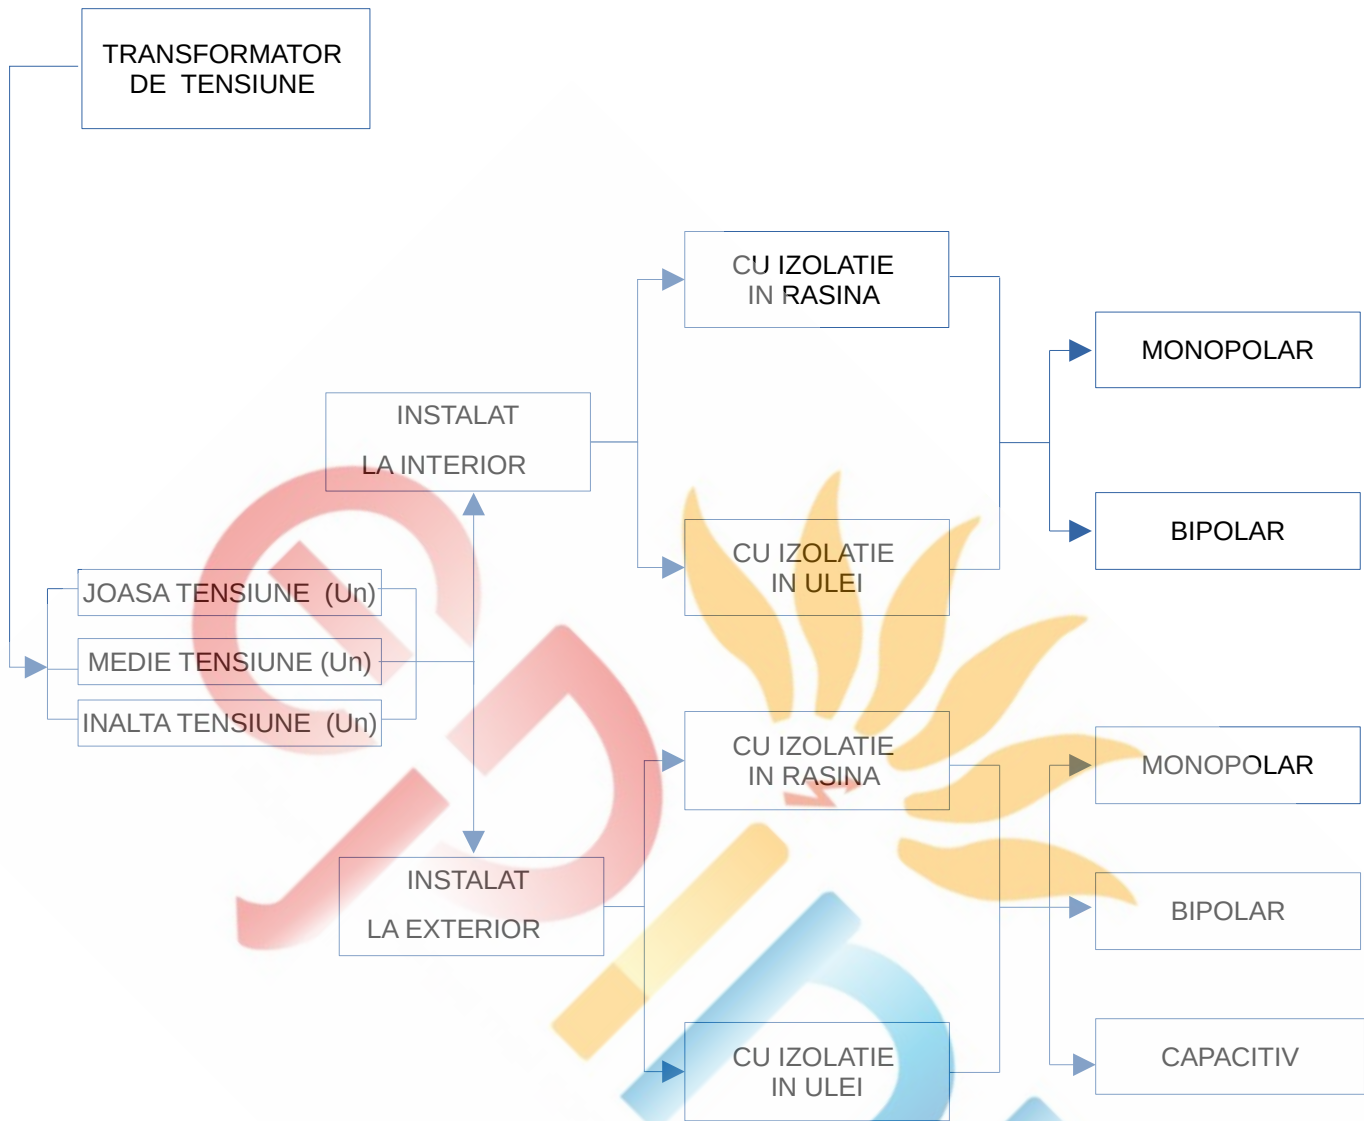 TRANSFORMATOR
DE TENSIUNE
CU IZOLATIE
IN RASINA
MONOPOLAR
INSTALAT
LA INTERIOR
BIPOLAR
CU IZOLATIE
IN ULEI
JOASA TENSIUNE (Un)
MEDIE TENSIUNE (Un)
INALTA TENSIUNE (Un)
CU IZOLATIE
IN RASINA
MONOPOLAR
INSTALAT
LA EXTERIOR
BIPOLAR
CU IZOLATIE
IN ULEI
CAPACITIV